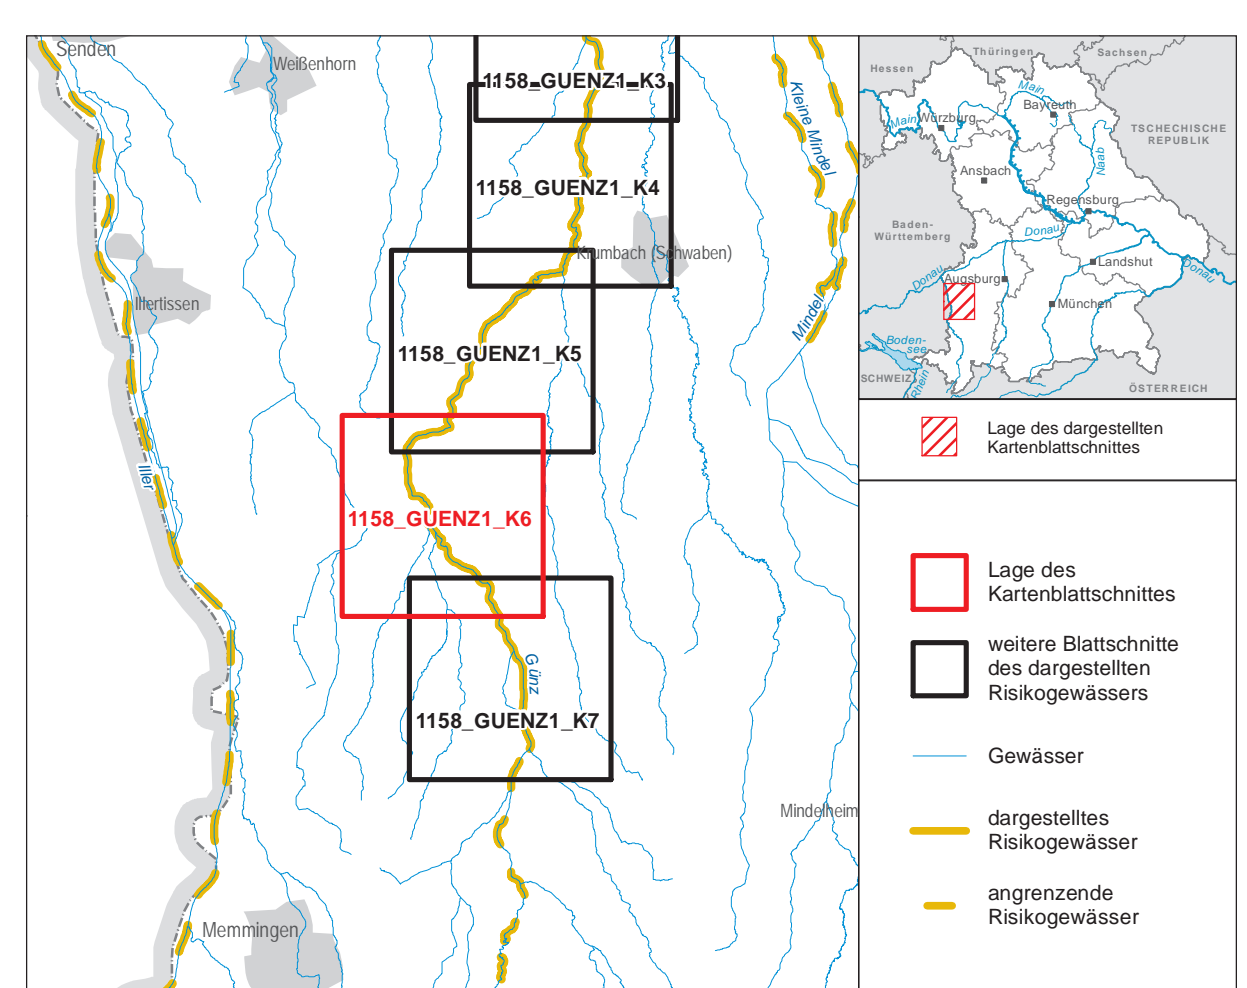 Senden
Weißenhorn
1158_GUENZ1_K3
Kleine Mindel
1158_GUENZ1_K4
Krumbach (Schwaben)
Illertissen
Mindel
1158_GUENZ1_K5
Iller
1158_GUENZ1_K6
Günz
1158_GUENZ1_K7
Mindelheim
Memmingen
Thüringen
Sachsen
Hessen
Main
Bayreuth
Main
Würzburg
TSCHECHISCHE
REPUBLIK
Naab
Ansbach
Regensburg
Baden-
Württemberg
Donau
Landshut
Donau
Donau
Augsburg
München
Boden-
see
SCHWEIZ
Rhein
ÖSTERREICH
Lage des dargestellten
Kartenblattschnittes
Lage des
Kartenblattschnittes
weitere Blattschnitte
des dargestellten
Risikogewässers
Gewässer
dargestelltes
Risikogewässer
angrenzende
Risikogewässer